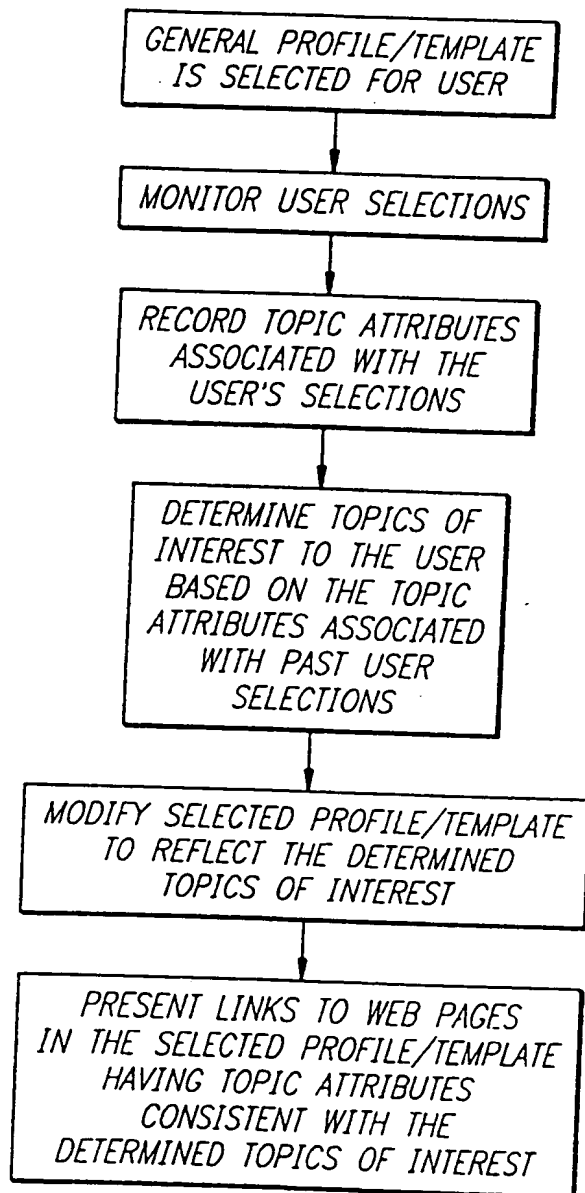 GENERAL PROFILE/TEMPLATE
IS SELECTED FOR USER
MONITOR USER SELECTIONS
RECORD TOPIC ATTRIBUTES
ASSOCIATED WITH THE
USER'S SELECTIONS
DETERMINE TOPICS OF
INTEREST TO THE USER
BASED ON THE TOPIC
ATTRIBUTES ASSOCIATED
WITH PAST USER
SELECTIONS
MODIFY SELECTED PROFILE/TEMPLATE
TO REFLECT THE DETERMINED
TOPICS OF INTEREST
PRESENT LINKS TO WEB PAGES
IN THE SELECTED PROFILE/TEMPLATE
HAVING TOPIC ATTRIBUTES
CONSISTENT WITH THE
DETERMINED TOPICS OF INTEREST